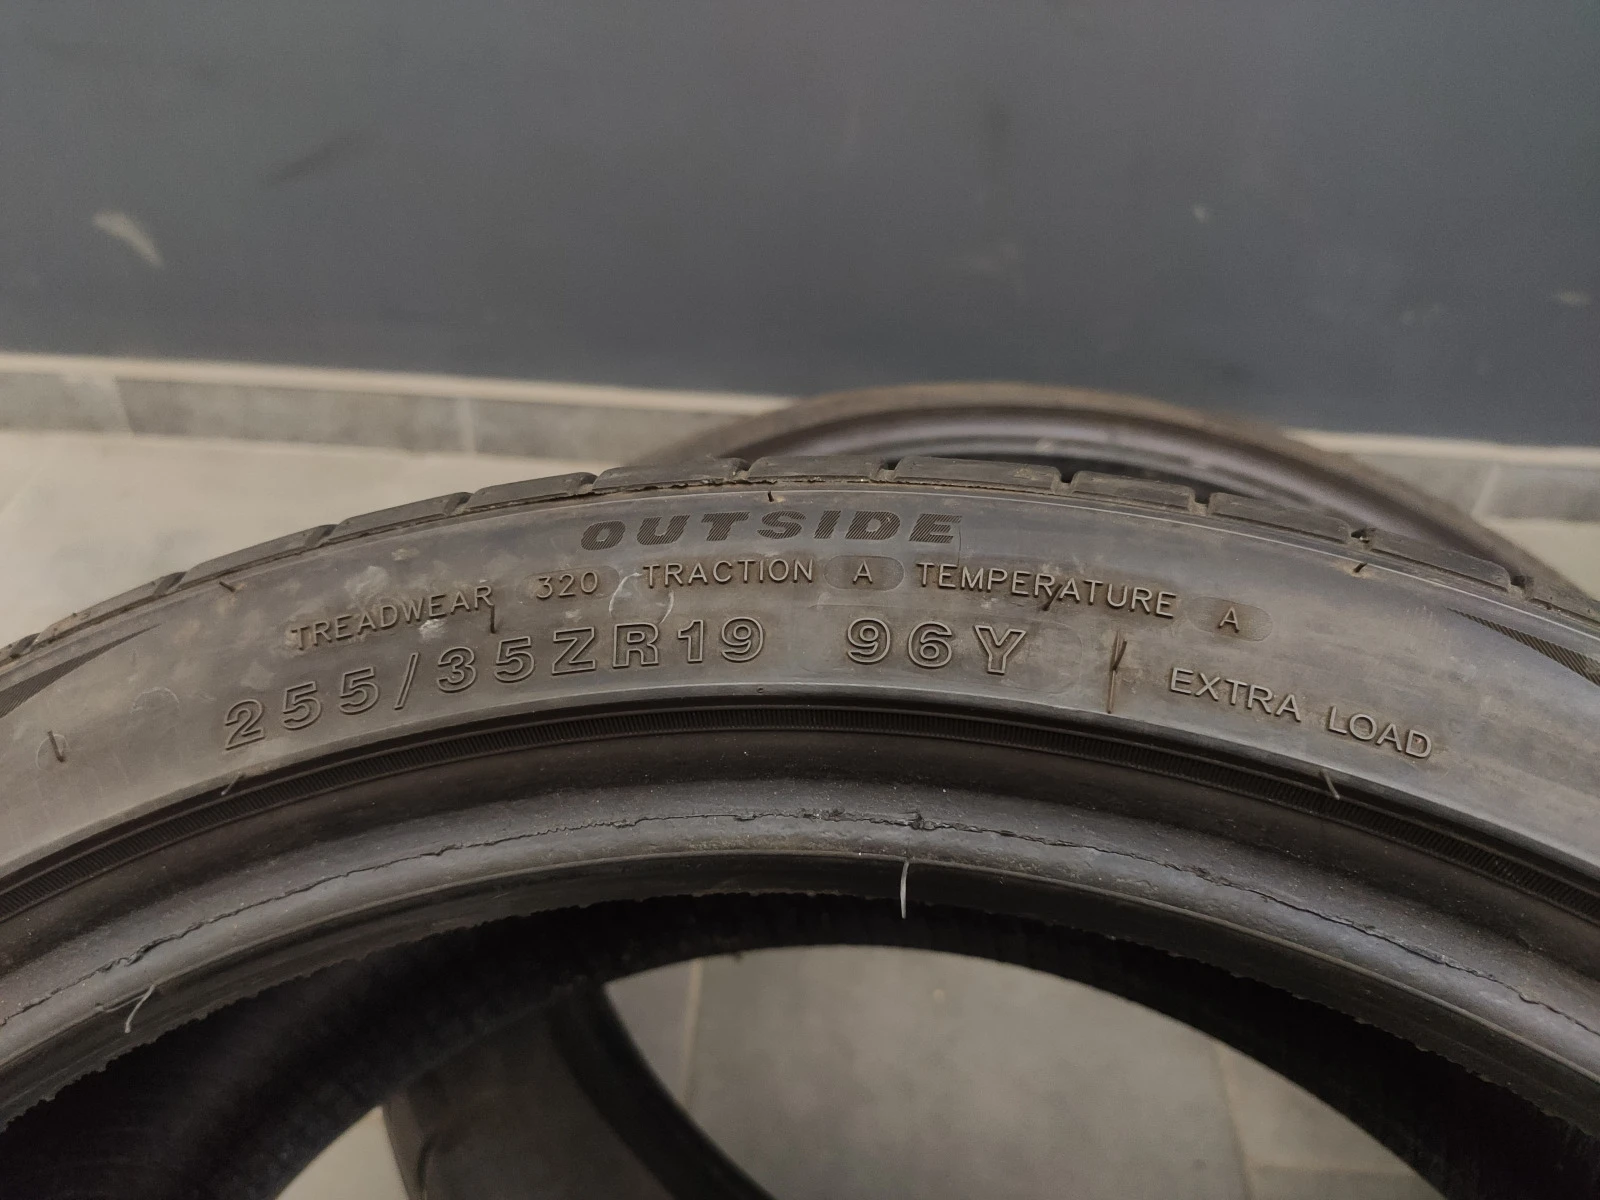 OUTSIDE
TREADWEAR 320 TRACTION A TEMPERATURE A
255/35ZR19 96Y
EXTRA LOAD